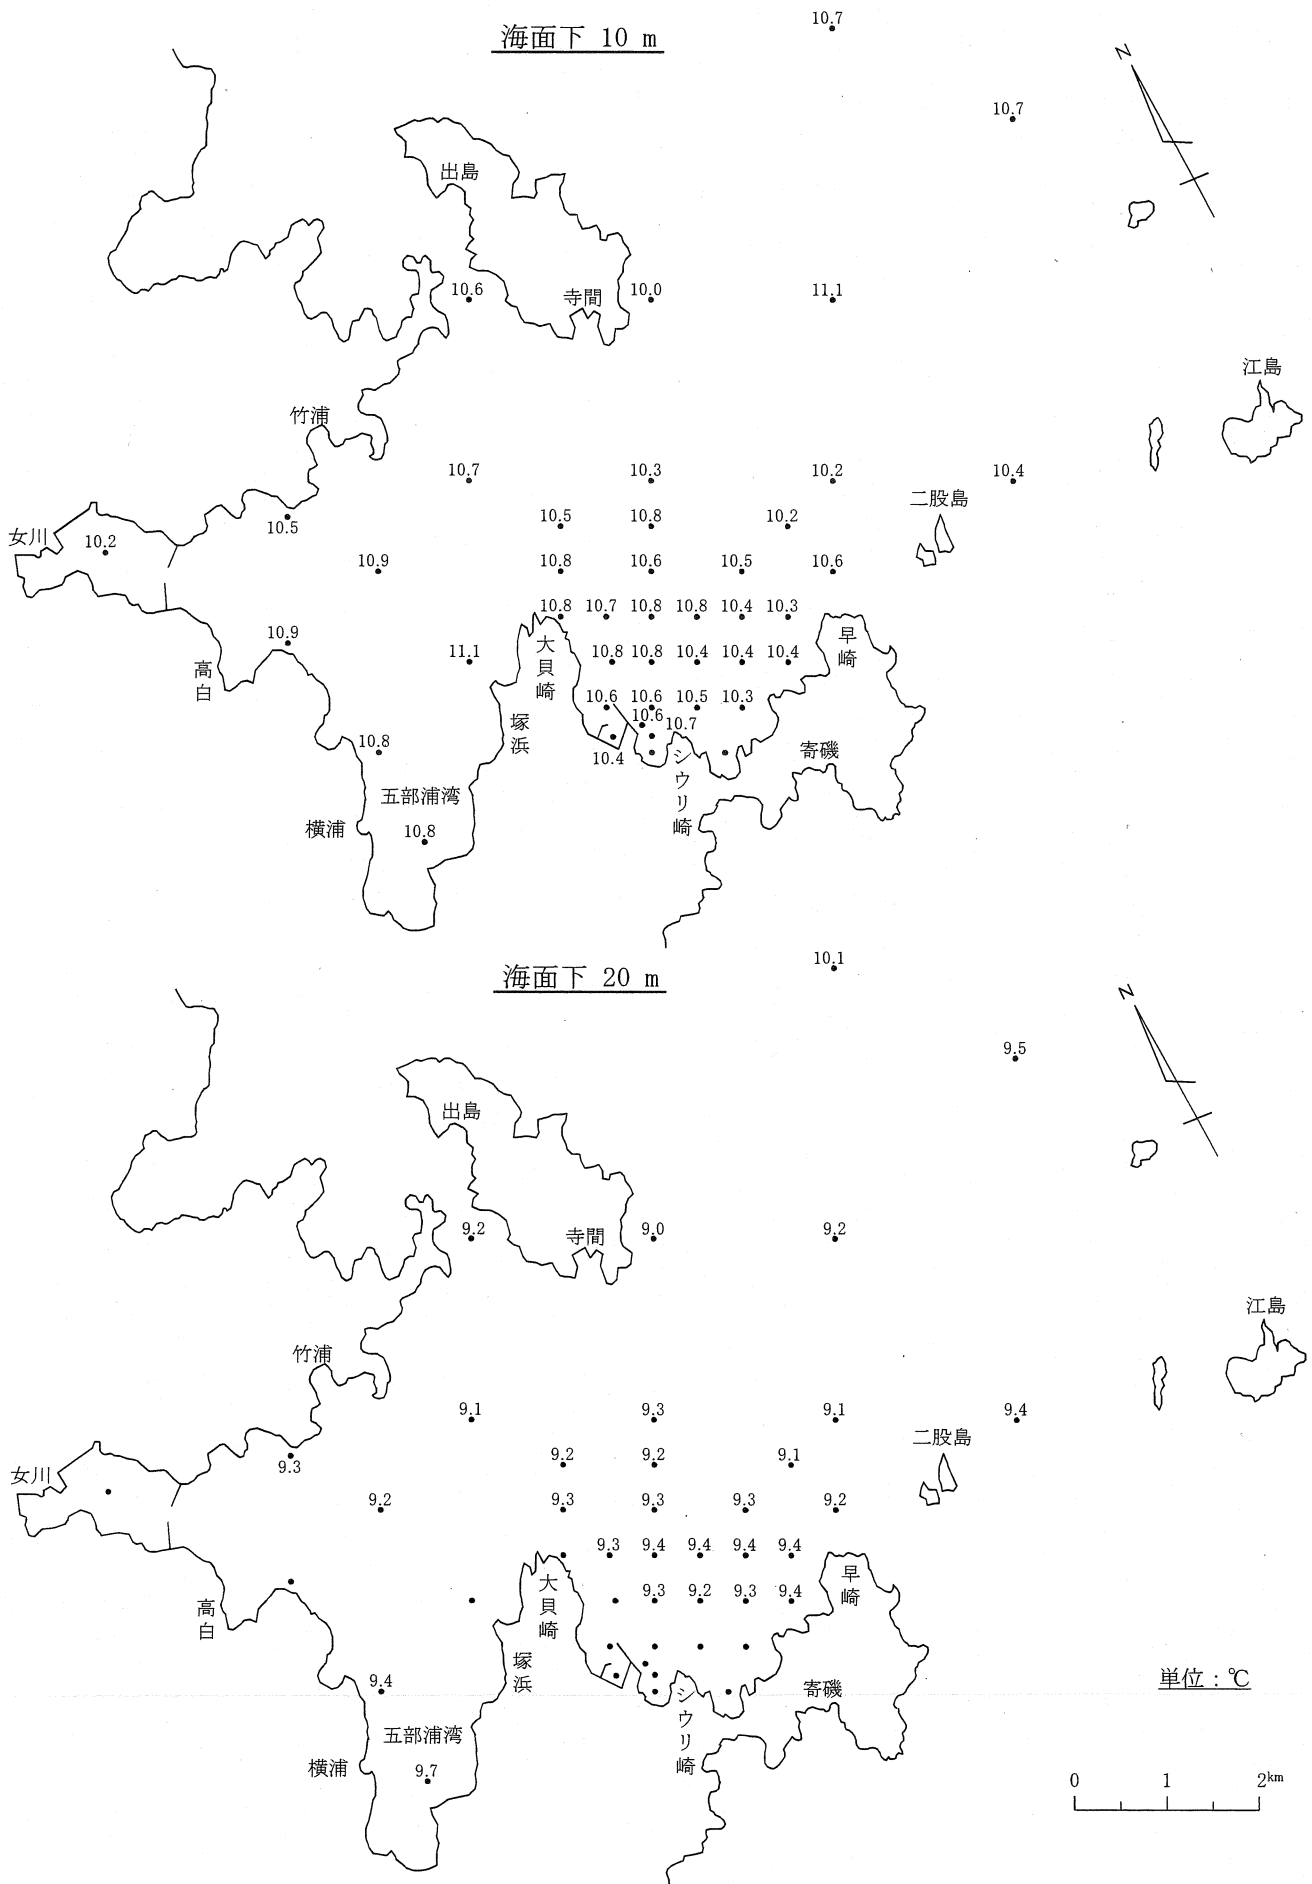 海面下 10 m
10.7
N
10.7
出島
10.6
寺間
10.0
11.1
江島
竹浦
10.7
10.3
10.2
10.4
二股島
10.5
10.5
10.8
10.2
女川
10.2
10.9
10.8
10.6
10.5
10.6
10.8
10.7
10.8
10.8
10.4
10.3
10.9
高白
11.1
大貝崎
10.8
10.8
10.4
10.4
10.4
早崎
10.6
10.6
10.5
10.3
10.6
10.7
塚浜
10.8
10.4
シウリ崎
寄磯
五部浦湾
横浦
10.8
海面下 20 m
10.1
N
9.5
出島
9.2
寺間
9.0
9.2
江島
竹浦
9.1
9.3
9.1
9.4
二股島
9.3
9.2
9.2
9.1
女川
9.2
9.3
9.3
9.3
9.2
9.3
9.4
9.4
9.4
9.4
高白
大貝崎
9.3
9.2
9.3
9.4
早崎
塚浜
9.4
シウリ崎
寄磯
単位：℃
五部浦湾
横浦
9.7
0 1 2km